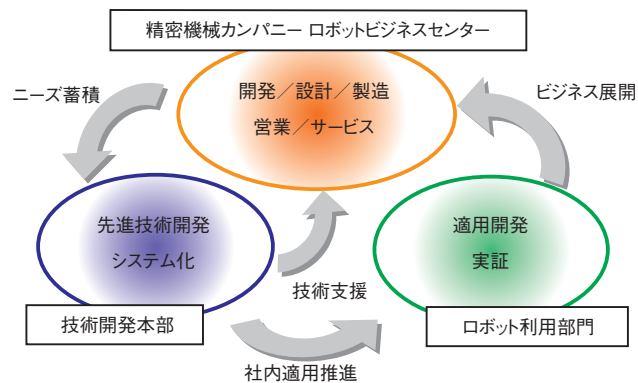 精密機械カンパニー ロボットビジネスセンター
ニーズ蓄積
開発／設計／製造
営業／サービス
ビジネス展開
先進技術開発
システム化
適用開発
実証
技術支援
技術開発本部
ロボット利用部門
社内適用推進